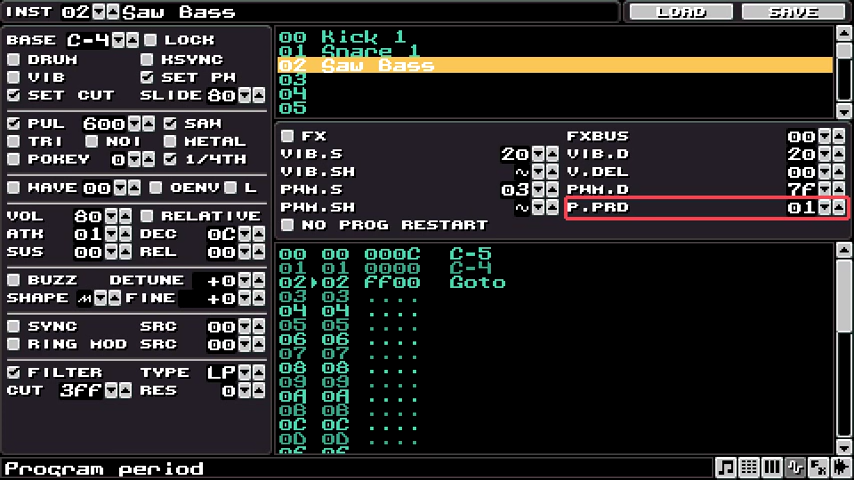 INST 02 Saw Bass LOAD SAVE
BASE C-4 LOCK
DRUM KSYNC
VIB SET PW
SET CUT SLIDE 80
PUL 600 SAW
TRI NOI METAL
POKEY 0 1/4TH
WAVE 00 OENV L
VOL 80 RELATIVE
ATK 01 DEC 0C
SUS 00 REL 00
BUZZ DETUNE +0
SHAPE FINE +0
SYNC SRC 00
RING MOD SRC 00
FILTER TYPE LP
CUT 3ff RES 0
00 Kick 1
01 Snare 1
02 Saw Bass
03
04
05
FX FXBUS 00
VIB.S 20 VIB.D 20
VIB.SH ~ V.DEL 00
PWM.S 03 PWM.D 7f
PWM.SH ~ P.PRD 01
NO PROG RESTART
00 00 000C C-5
01 01 0000 C-4
02 02 ff00 Goto
03 03 ....
04 04 ....
05 05 ....
06 06 ....
07 07 ....
08 08 ....
09 09 ....
0A 0A ....
0B 0B ....
0C 0C ....
0D 0D ....
Program period